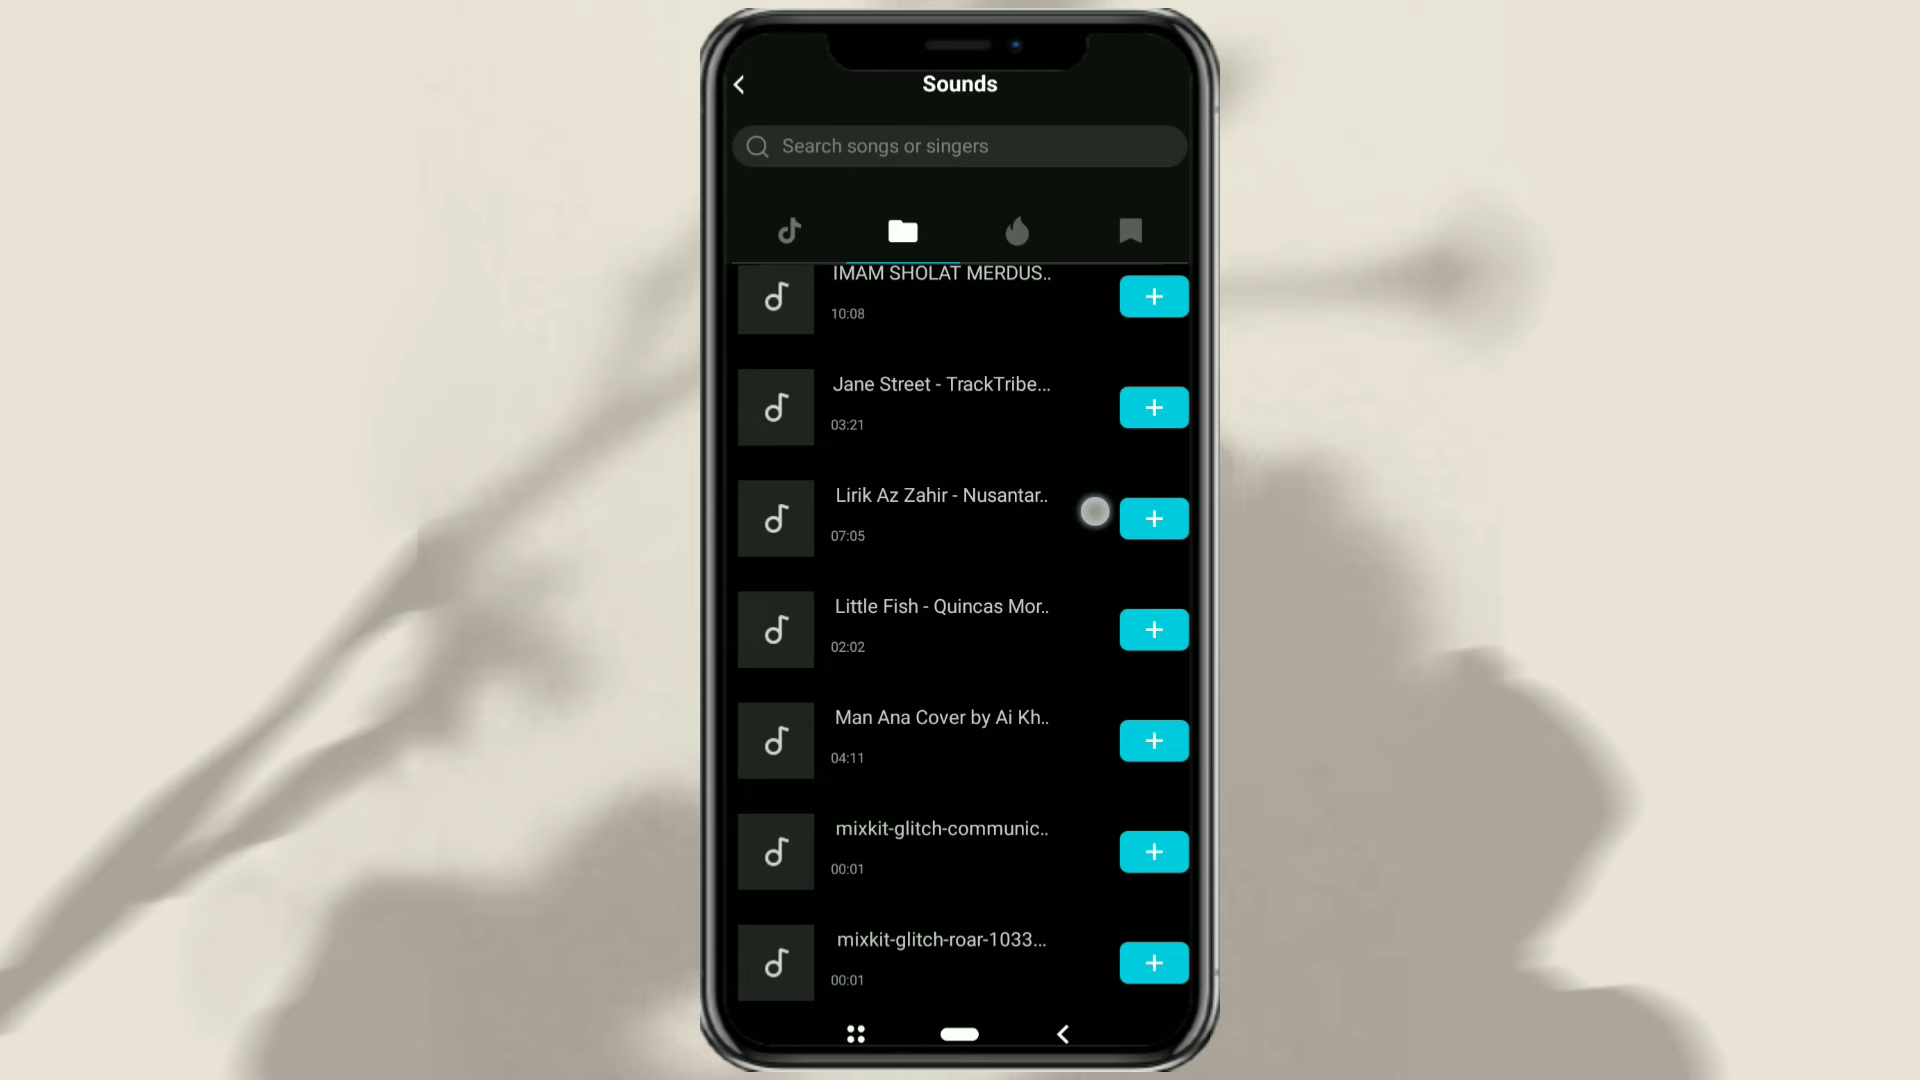 Sounds
Search songs or singers
IMAM SHOLAT MERDUS..
10:08
Jane Street - TrackTribe...
03:21
Lirik Az Zahir - Nusantar..
07:05
Little Fish - Quincas Mor..
02:02
Man Ana Cover by Ai Kh..
04:11
mixkit-glitch-communic..
00:01
mixkit-glitch-roar-1033...
00:01